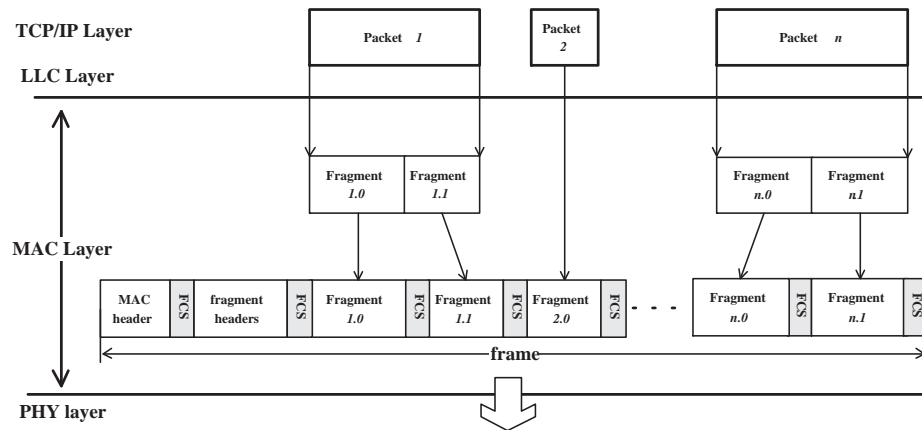 TCP/IP Layer
Packet 1
Packet
2
Packet n
LLC Layer
Fragment
1.0
Fragment
1.1
Fragment
n.0
Fragment
n.1
MAC Layer
MAC
header
FCS
fragment
headers
FCS
Fragment
1.0
FCS
Fragment
1.1
FCS
Fragment
2.0
FCS
- - -
Fragment
n.0
FCS
Fragment
n.1
FCS
frame
PHY layer